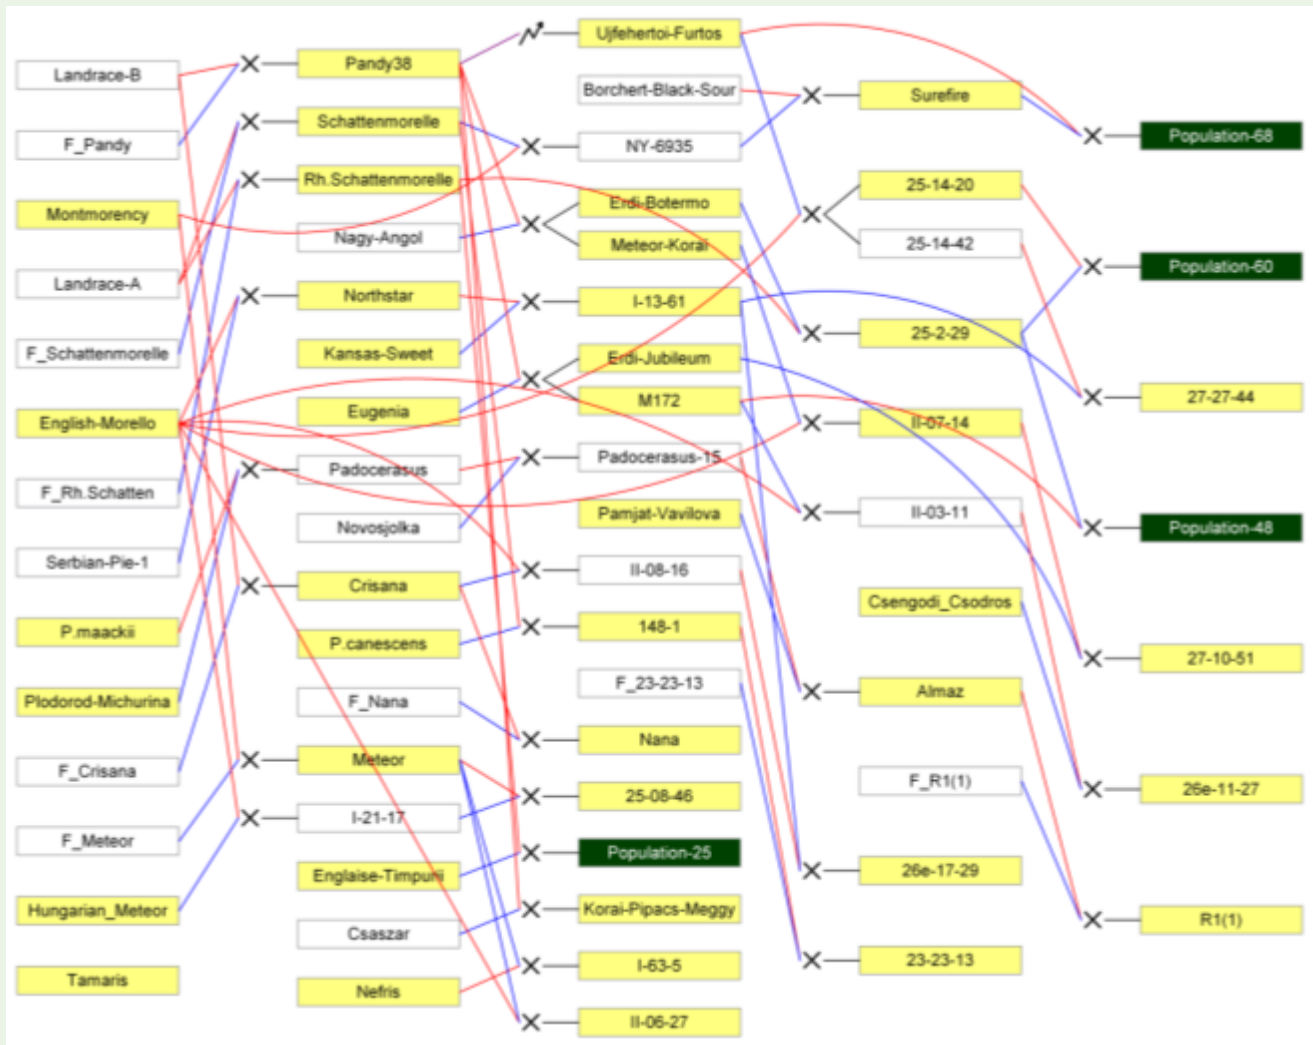 Landrace-B
F_Pandy
Montmorency
Landrace-A
F_Schattenmorelle
English-Morello
F_Rh.Schatten
Serbian-Pie-1
P.maackii
Plodorod-Michurina
F_Crisana
F_Meteor
Hungarian_Meteor
Tamaris
Pandy38
Schattenmorelle
Rh.Schattenmorelle
Nagy-Angol
Northstar
Kansas-Sweet
Eugenia
Padocerasus
Novosjolka
Crisana
P.canescens
F_Nana
Meteor
I-21-17
Englaise-Timpurii
Csaszar
Nefris
Ujfehertoi-Furtos
Borchert-Black-Sour
NY-6935
Erdi-Botermo
Meteor-Korai
I-13-61
Erdi-Jubileum
M172
Padocerasus-15
Pamjat-Vavilova
II-08-16
148-1
F_23-23-13
Nana
25-08-46
Population-25
Korai-Pipacs-Meggy
I-63-5
II-06-27
Surefire
25-14-20
25-14-42
25-2-29
II-07-14
II-03-11
Csengodi_Csodros
Almaz
F_R1(1)
26e-17-29
23-23-13
Population-68
Population-60
27-27-44
Population-48
27-10-51
26e-11-27
R1(1)